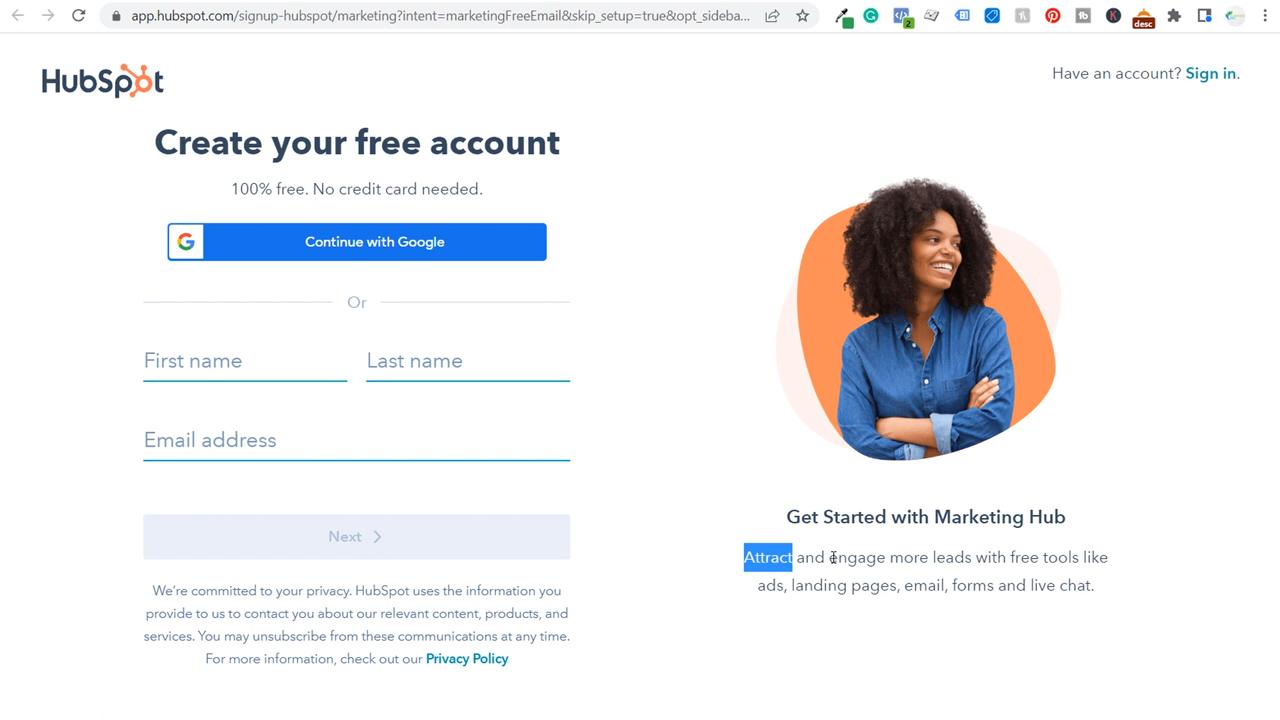 app.hubspot.com/signup-hubspot/marketing?intent=marketingFreeEmail&skip_setup=true&opt_sideba...
2
desc
HubSpot
Have an account? Sign in.
Create your free account
100% free. No credit card needed.
Continue with Google
Or
First name
Last name
Email address
Next
We're committed to your privacy. HubSpot uses the information you
provide to us to contact you about our relevant content, products, and
services. You may unsubscribe from these communications at any time.
For more information, check out our Privacy Policy
Get Started with Marketing Hub
Attract and engage more leads with free tools like
ads, landing pages, email, forms and live chat.